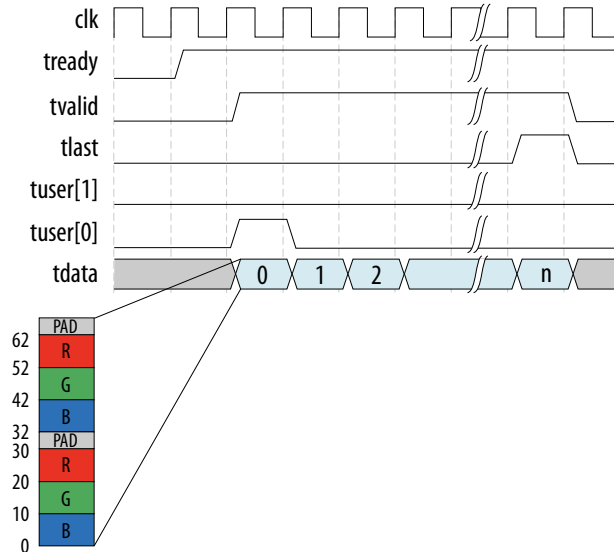 clk
tready
tvalid
tlast
tuser[1]
tuser[0]
tdata 0 1 2 n
PAD
62
R
52
G
42
B
32
PAD
30
R
20
G
10
B
0